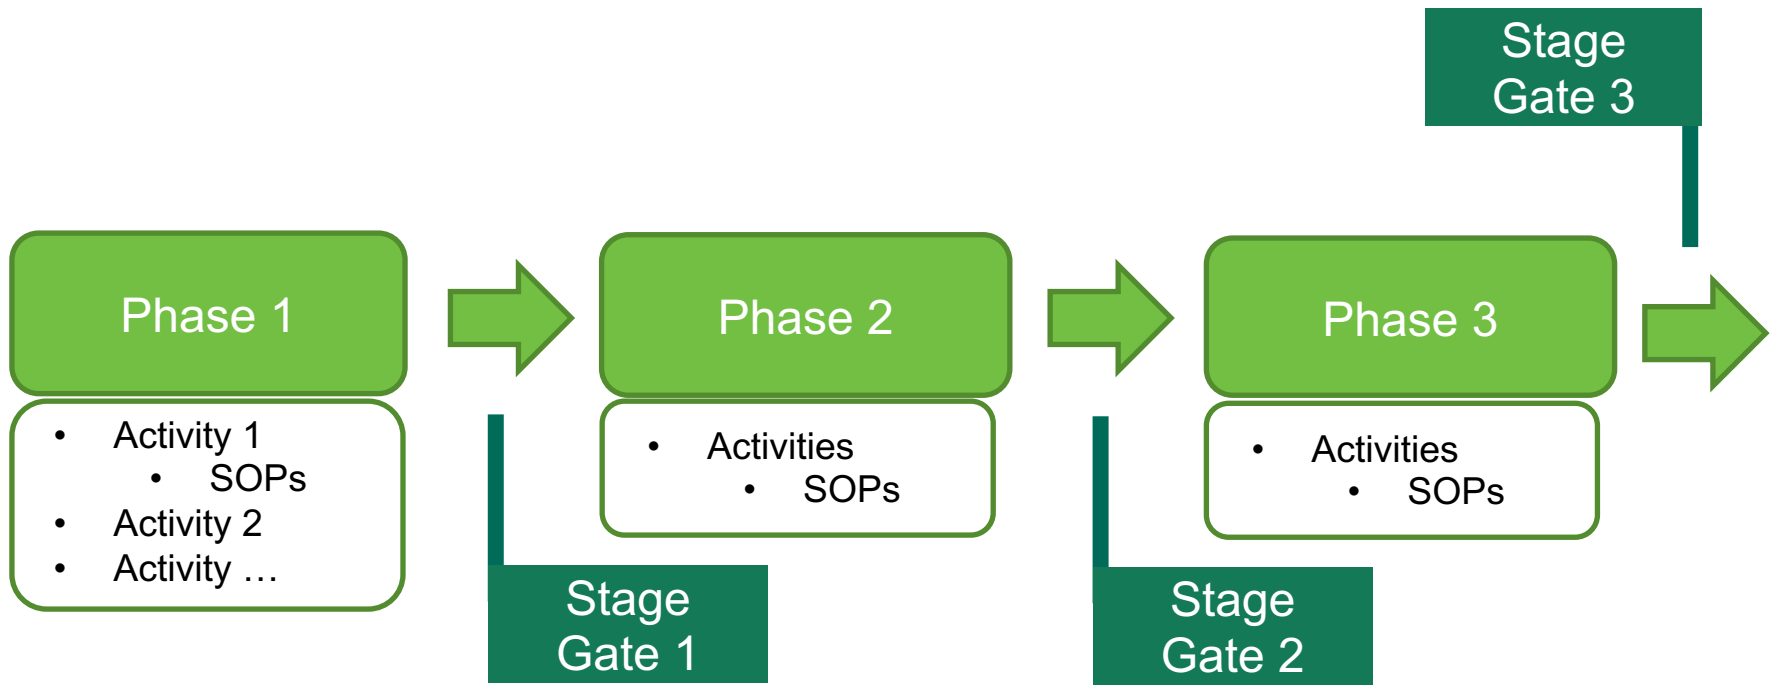 Stage
Gate 3
Phase 1
Phase 2
Phase 3
• Activity 1
• SOPs
• Activity 2
• Activity …
• Activities
• SOPs
• Activities
• SOPs
Stage
Gate 1
Stage
Gate 2